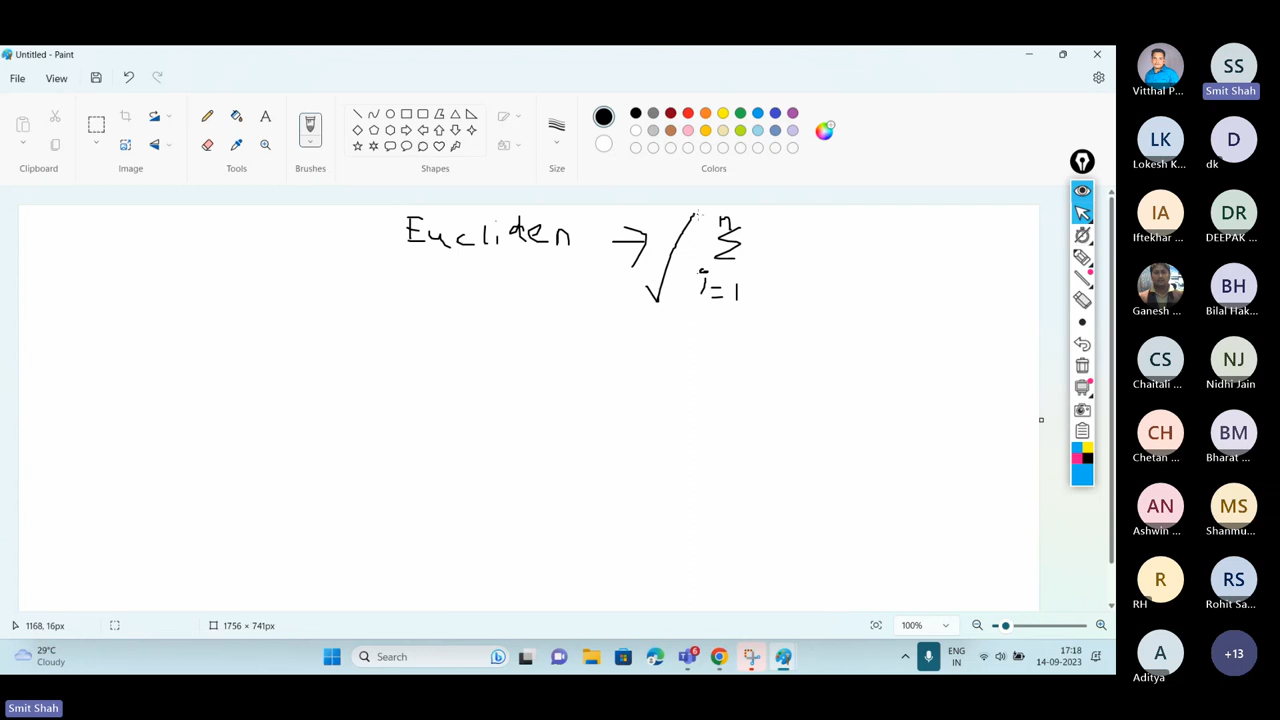 Untitled - Paint
File View
Clipboard Image Tools Brushes Shapes Size Colors
Eucliden → √ n Σ i=1
1168, 16px 1756 × 741px 100%
29°C
Cloudy
Search
ENG
IN
17:18
14-09-2023
6
Smit Shah
Vitthal P...
SS
Smit Shah
LK
Lokesh K...
D
dk
IA
Iftekhar ...
DR
DEEPAK ...
Ganesh ...
BH
Bilal Hak...
CS
Chaitali ...
NJ
Nidhi Jain
CH
Chetan ...
BM
Bharat ...
AN
Ashwin ...
MS
Shanmu...
R
RH
RS
Rohit Sa...
A
Aditya
+13